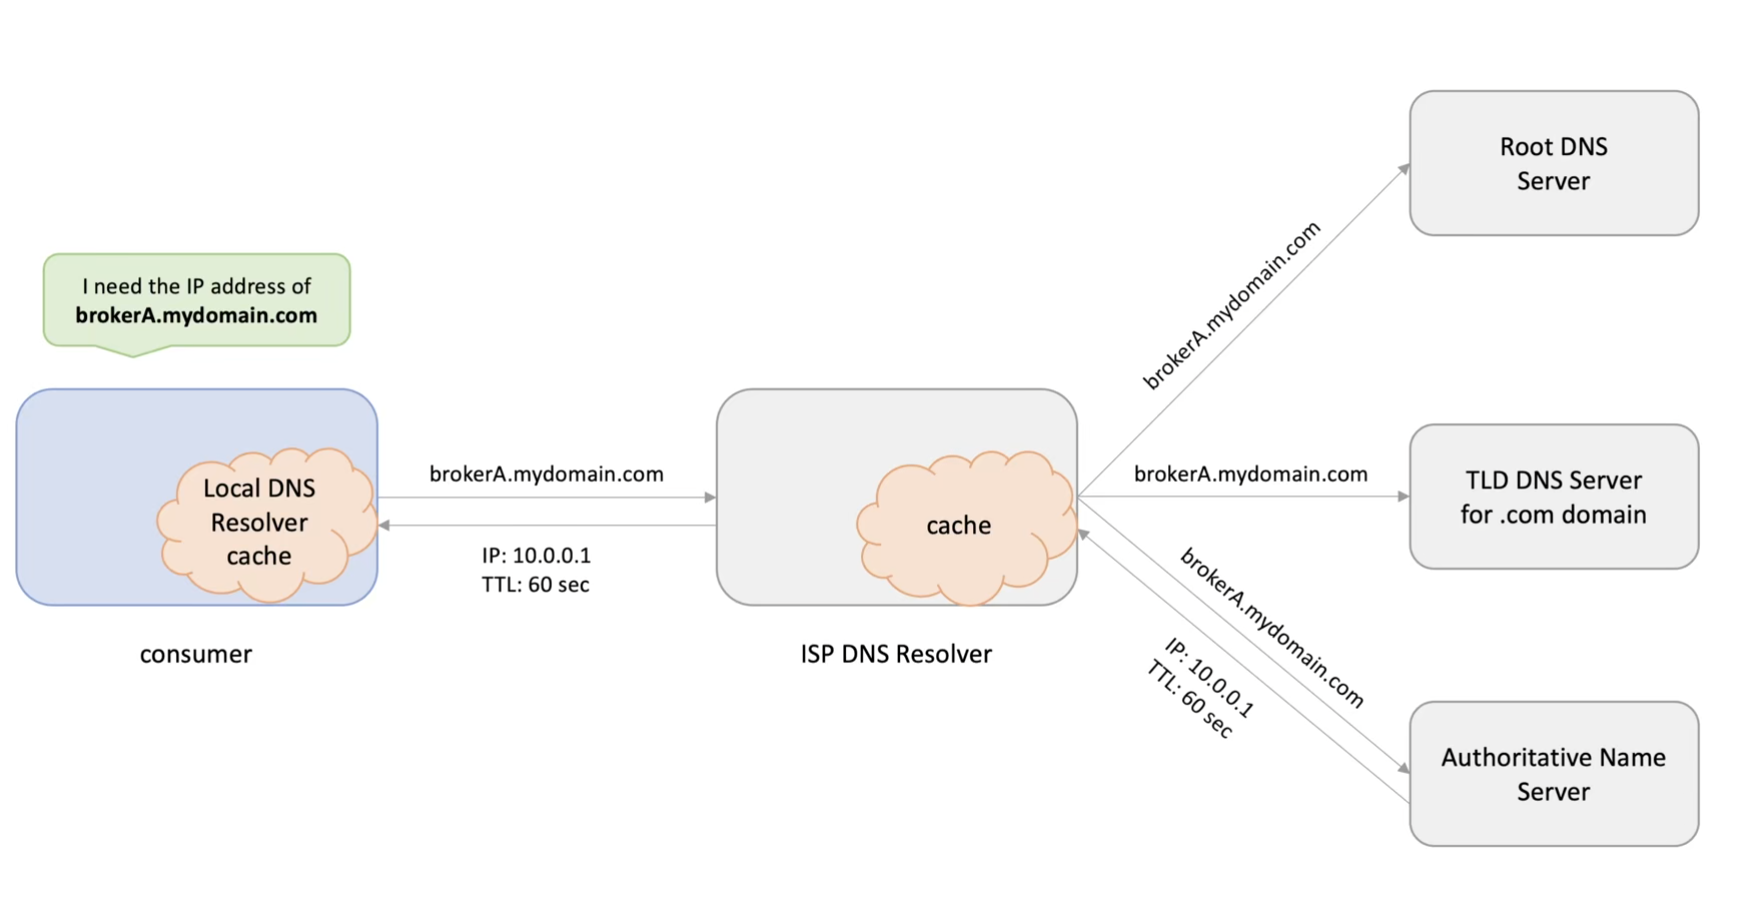 I need the IP address of
brokerA.mydomain.com
Local DNS
Resolver
cache
consumer
brokerA.mydomain.com
IP: 10.0.0.1
TTL: 60 sec
cache
ISP DNS Resolver
brokerA.mydomain.com
Root DNS
Server
brokerA.mydomain.com
TLD DNS Server
for .com domain
brokerA.mydomain.com
IP: 10.0.0.1
TTL: 60 sec
Authoritative Name
Server